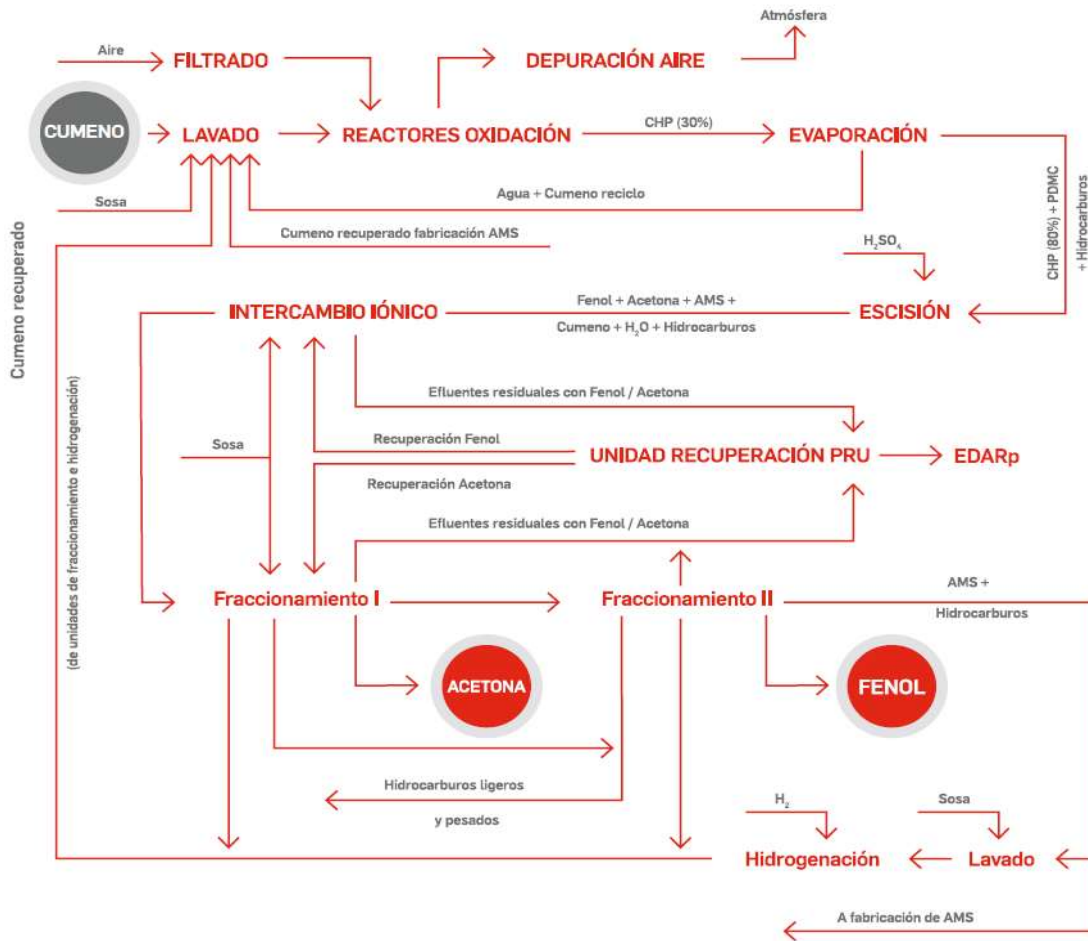 Atmósfera
Aire
FILTRADO
DEPURACIÓN AIRE
CUMENO
LAVADO
REACTORES OXIDACIÓN
CHP (30%)
EVAPORACIÓN
Sosa
Agua + Cumeno reciclo
Cumeno recuperado fabricación AMS
H₂SO₄
CHP (80%) + PDMC
+ Hidrocarburos
Cumeno recuperado
(de unidades de fraccionamiento e hidrogenación)
INTERCAMBIO IÓNICO
Fenol + Acetona + AMS +
Cumeno + H₂O + Hidrocarburos
ESCISIÓN
Efluentes residuales con Fenol / Acetona
Sosa
Recuperación Fenol
UNIDAD RECUPERACIÓN PRU
EDARp
Recuperación Acetona
Efluentes residuales con Fenol / Acetona
Fraccionamiento I
Fraccionamiento II
AMS +
Hidrocarburos
ACETONA
FENOL
Hidrocarburos ligeros
y pesados
H₂
Sosa
Hidrogenación
Lavado
A fabricación de AMS